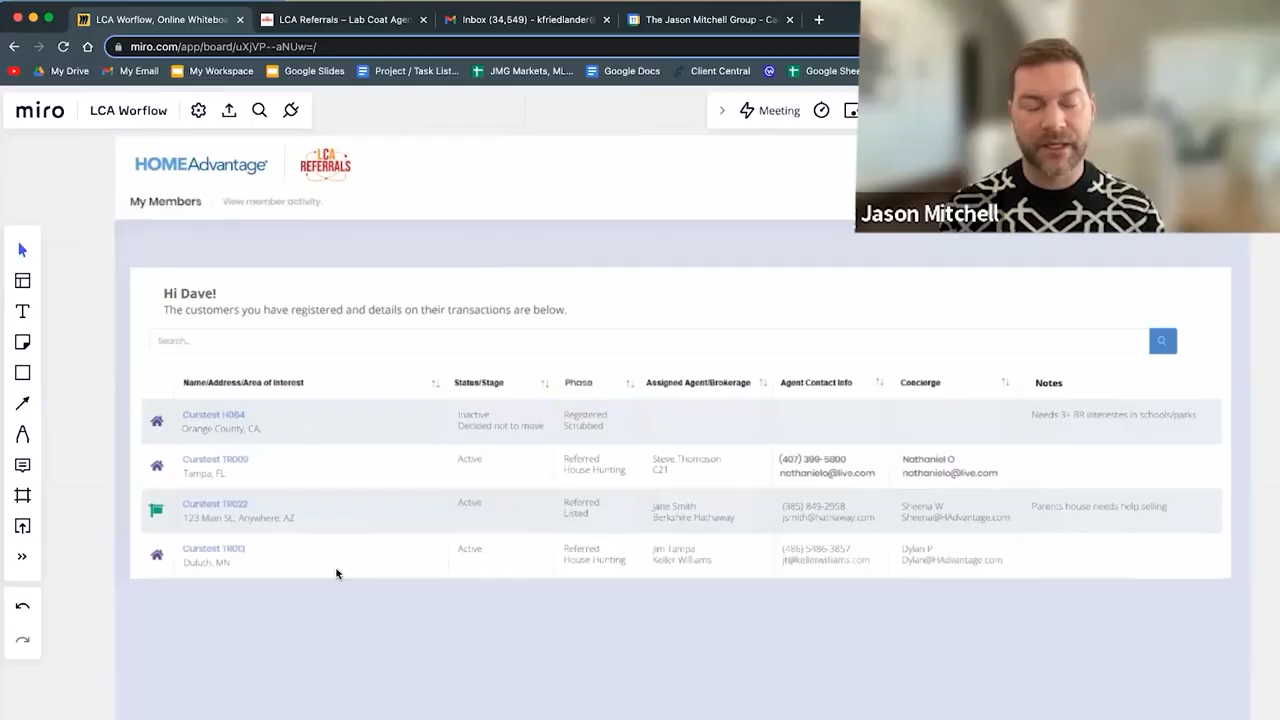 LCA Worflow, Online Whitebo
LCA Referrals – Lab Coat Agen
Inbox (34,549) - kfriedlander@
The Jason Mitchell Group - Ca
miro.com/app/board/uXjVP--aNUw=/
My Drive
My Email
My Workspace
Google Slides
Project / Task List...
JMG Markets, ML...
Google Docs
Client Central
Google Shee
miro
LCA Worflow
Meeting
HOMEAdvantage
LCA
REFERRALS
My Members
View member activity.
Jason Mitchell
Hi Dave!
The customers you have registered and details on their transactions are below.
Search...
Name/Address/Area of Interest
Status/Stage
Phase
Assigned Agent/Brokerage
Agent Contact Info
Concierge
Notes
Curstest H064
Orange County, CA,
Inactive
Decided not to move
Registered
Scrubbed
Needs 3+ BR interestes in schools/parks
Curstest TR009
Tampa, FL
Active
Referred
House Hunting
Steve Thomason
C21
(407) 399-5800
nathanielo@live.com
Nathaniel O
nathanielo@live.com
Curstest TR022
123 Main St., Anywhere, AZ
Active
Referred
Listed
Jane Smith
Berkshire Hathaway
(385) 849-2958
jsmith@hathaway.com
Sheena W
Sheena@HAdvantage.com
Parents house needs help selling
Curstest TR013
Duluth, MN
Active
Referred
House Hunting
Jim Tampa
Keller Williams
(486) 5486-3857
jt@kellerwilliams.com
Dylan P
Dylan@HAdvantage.com